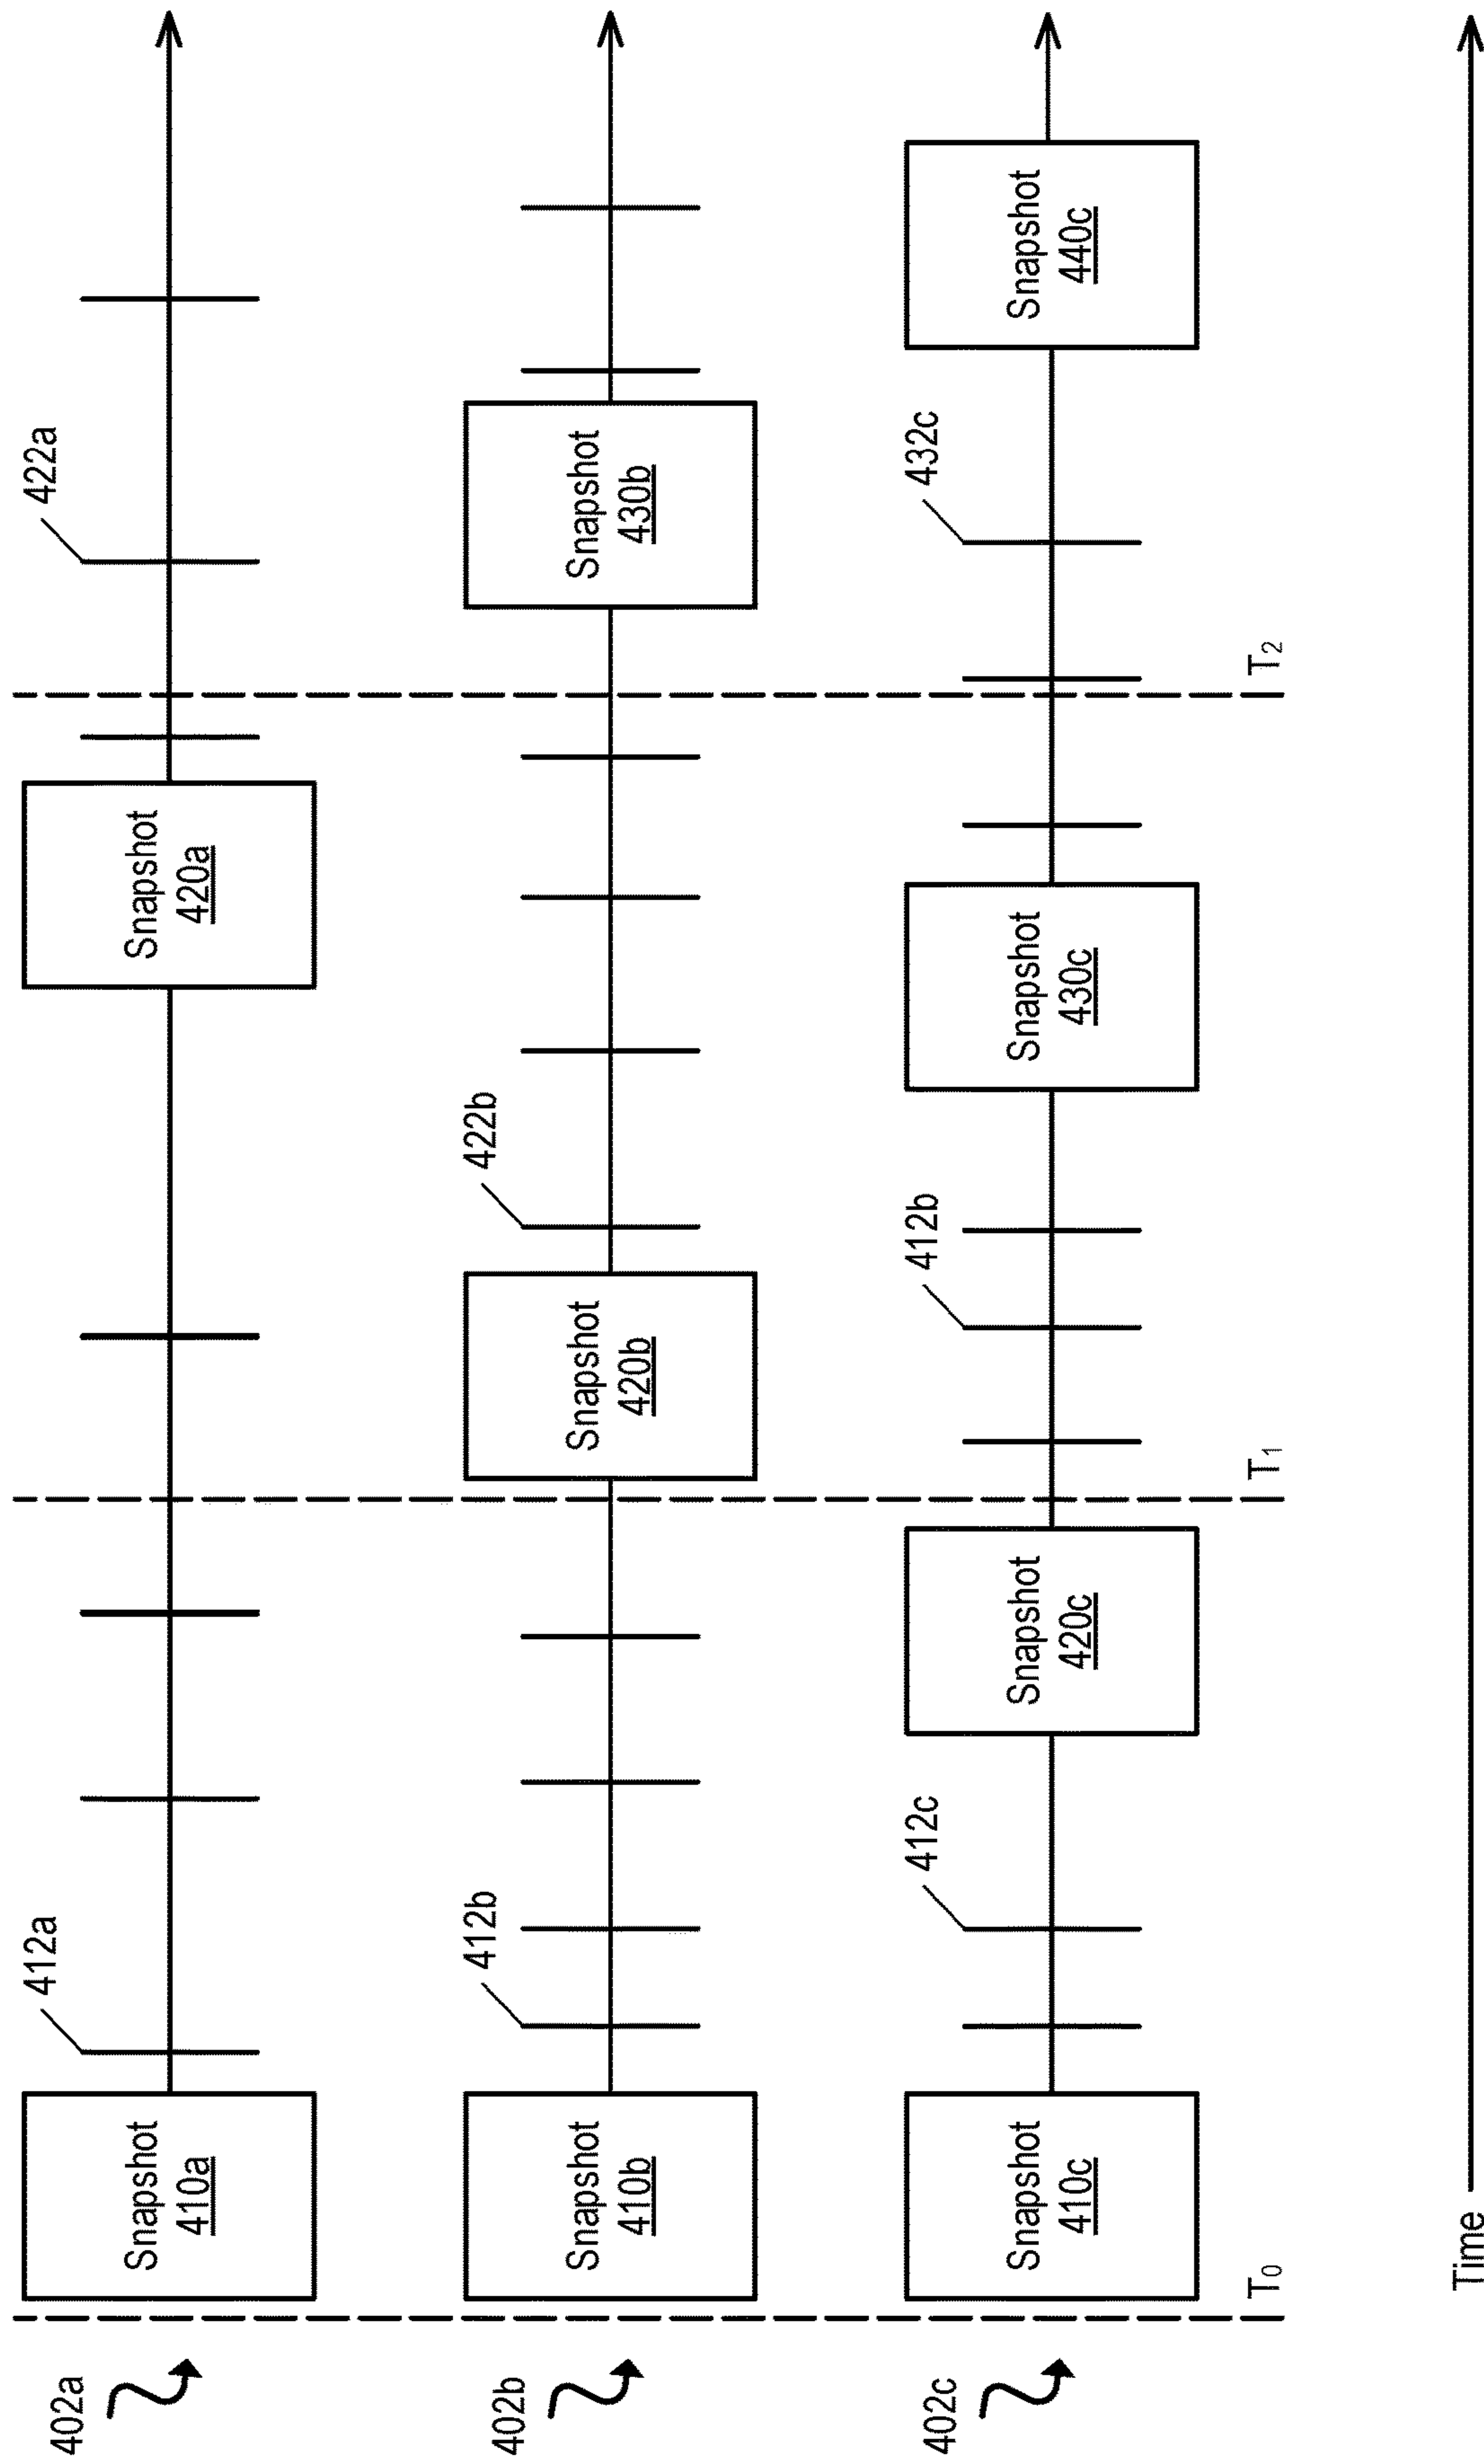 402a
Snapshot
410a
412a
Snapshot
420a
422a
402b
Snapshot
410b
412b
Snapshot
420b
422b
Snapshot
430b
402c
Snapshot
410c
412c
Snapshot
420c
412b
Snapshot
430c
432c
Snapshot
440c
T₀
T₁
T₂
Time